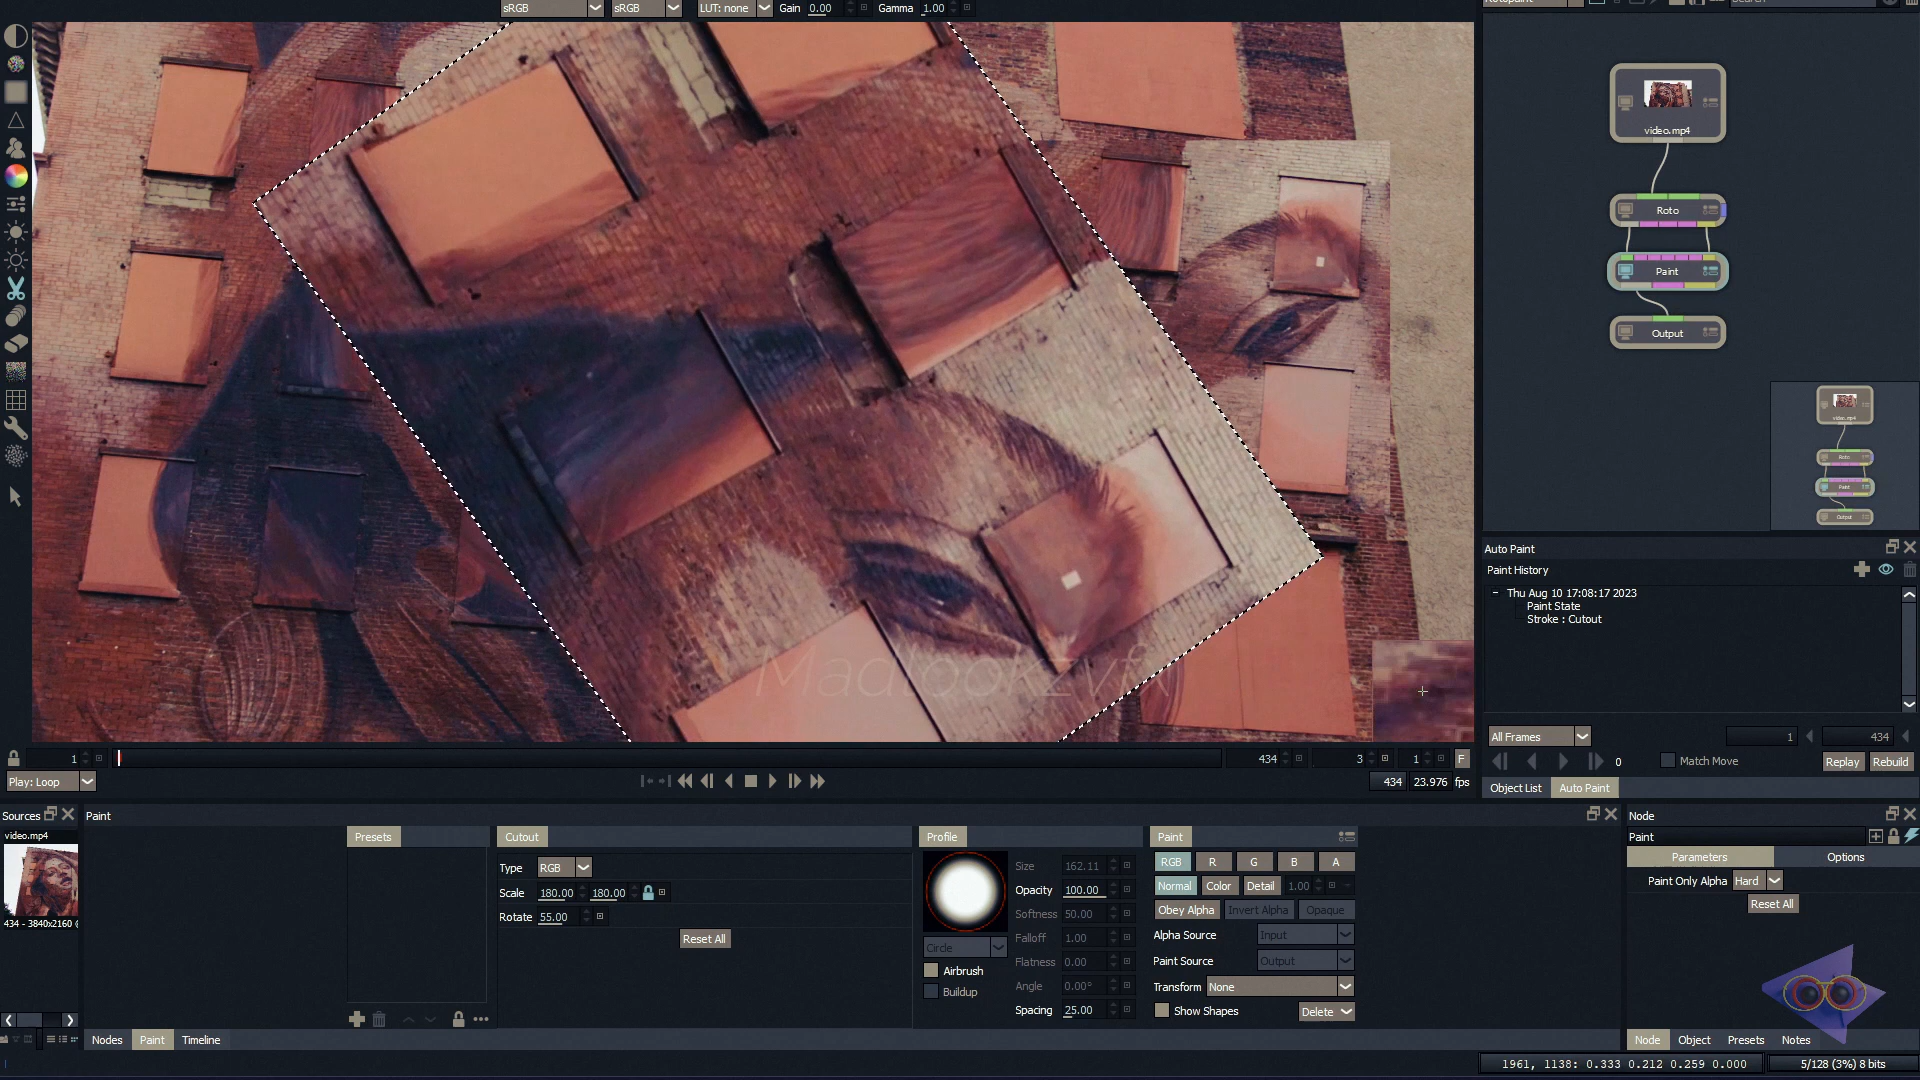 sRGB sRGB LUT: none Gain 0.00 Gamma 1.00
video.mp4
Roto
Paint
Output
video.mp4
Roto
Paint
Output
Auto Paint
Paint History
Thu Aug 10 17:08:17 2023
Paint State
Stroke : Cutout
Madlookzvfx
All Frames 1 434
0 Match Move Replay Rebuild
Object List Auto Paint
1 434 3 1 F
Play: Loop 434 23.976 fps
Sources Paint Node
video.mp4
434 - 3840x2160
Presets Cutout Profile Paint
Type RGB
Scale 180.00 180.00
Rotate 55.00
Reset All
Circle
Airbrush
Buildup
Size 162.11
Opacity 100.00
Softness 50.00
Falloff 1.00
Flatness 0.00
Angle 0.00°
Spacing 25.00
RGB R G B A
Normal Color Detail 1.00
Obey Alpha Invert Alpha Opaque
Alpha Source Input
Paint Source Output
Transform None
Show Shapes Delete
Paint
Parameters Options
Paint Only Alpha Hard
Reset All
Nodes Paint Timeline
Node Object Presets Notes
1961, 1138: 0.333 0.212 0.259 0.000 5/128 (3%) 8 bits